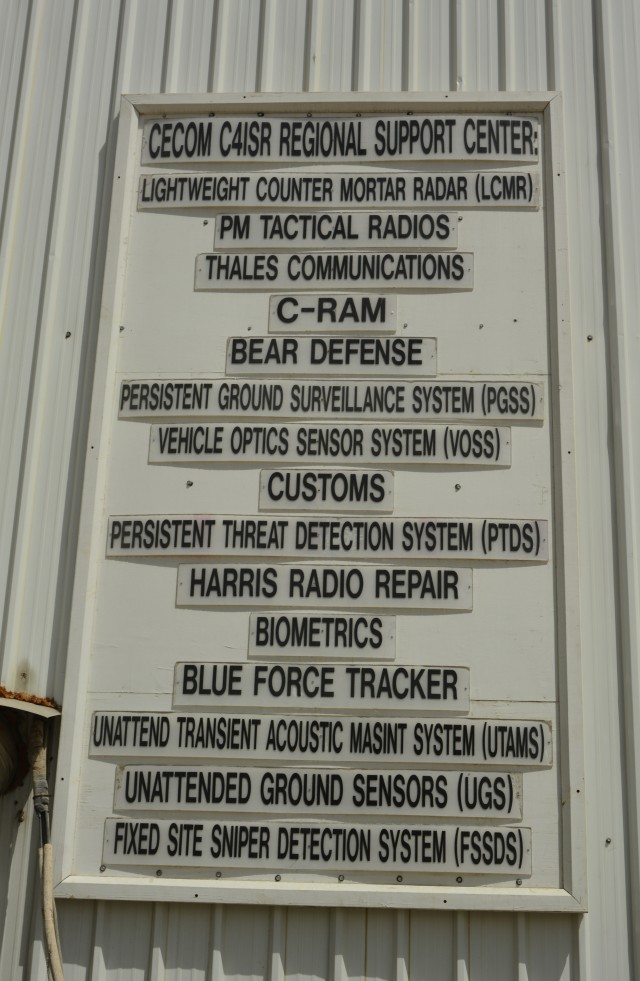 CECOM C4ISR REGIONAL SUPPORT CENTER:
LIGHTWEIGHT COUNTER MORTAR RADAR (LCMR)
PM TACTICAL RADIOS
THALES COMMUNICATIONS
C-RAM
BEAR DEFENSE
PERSISTENT GROUND SURVEILLANCE SYSTEM (PGSS)
VEHICLE OPTICS SENSOR SYSTEM (VOSS)
CUSTOMS
PERSISTENT THREAT DETECTION SYSTEM (PTDS)
HARRIS RADIO REPAIR
BIOMETRICS
BLUE FORCE TRACKER
UNATTEND TRANSIENT ACOUSTIC MASINT SYSTEM (UTAMS)
UNATTENDED GROUND SENSORS (UGS)
FIXED SITE SNIPER DETECTION SYSTEM (FSSDS)